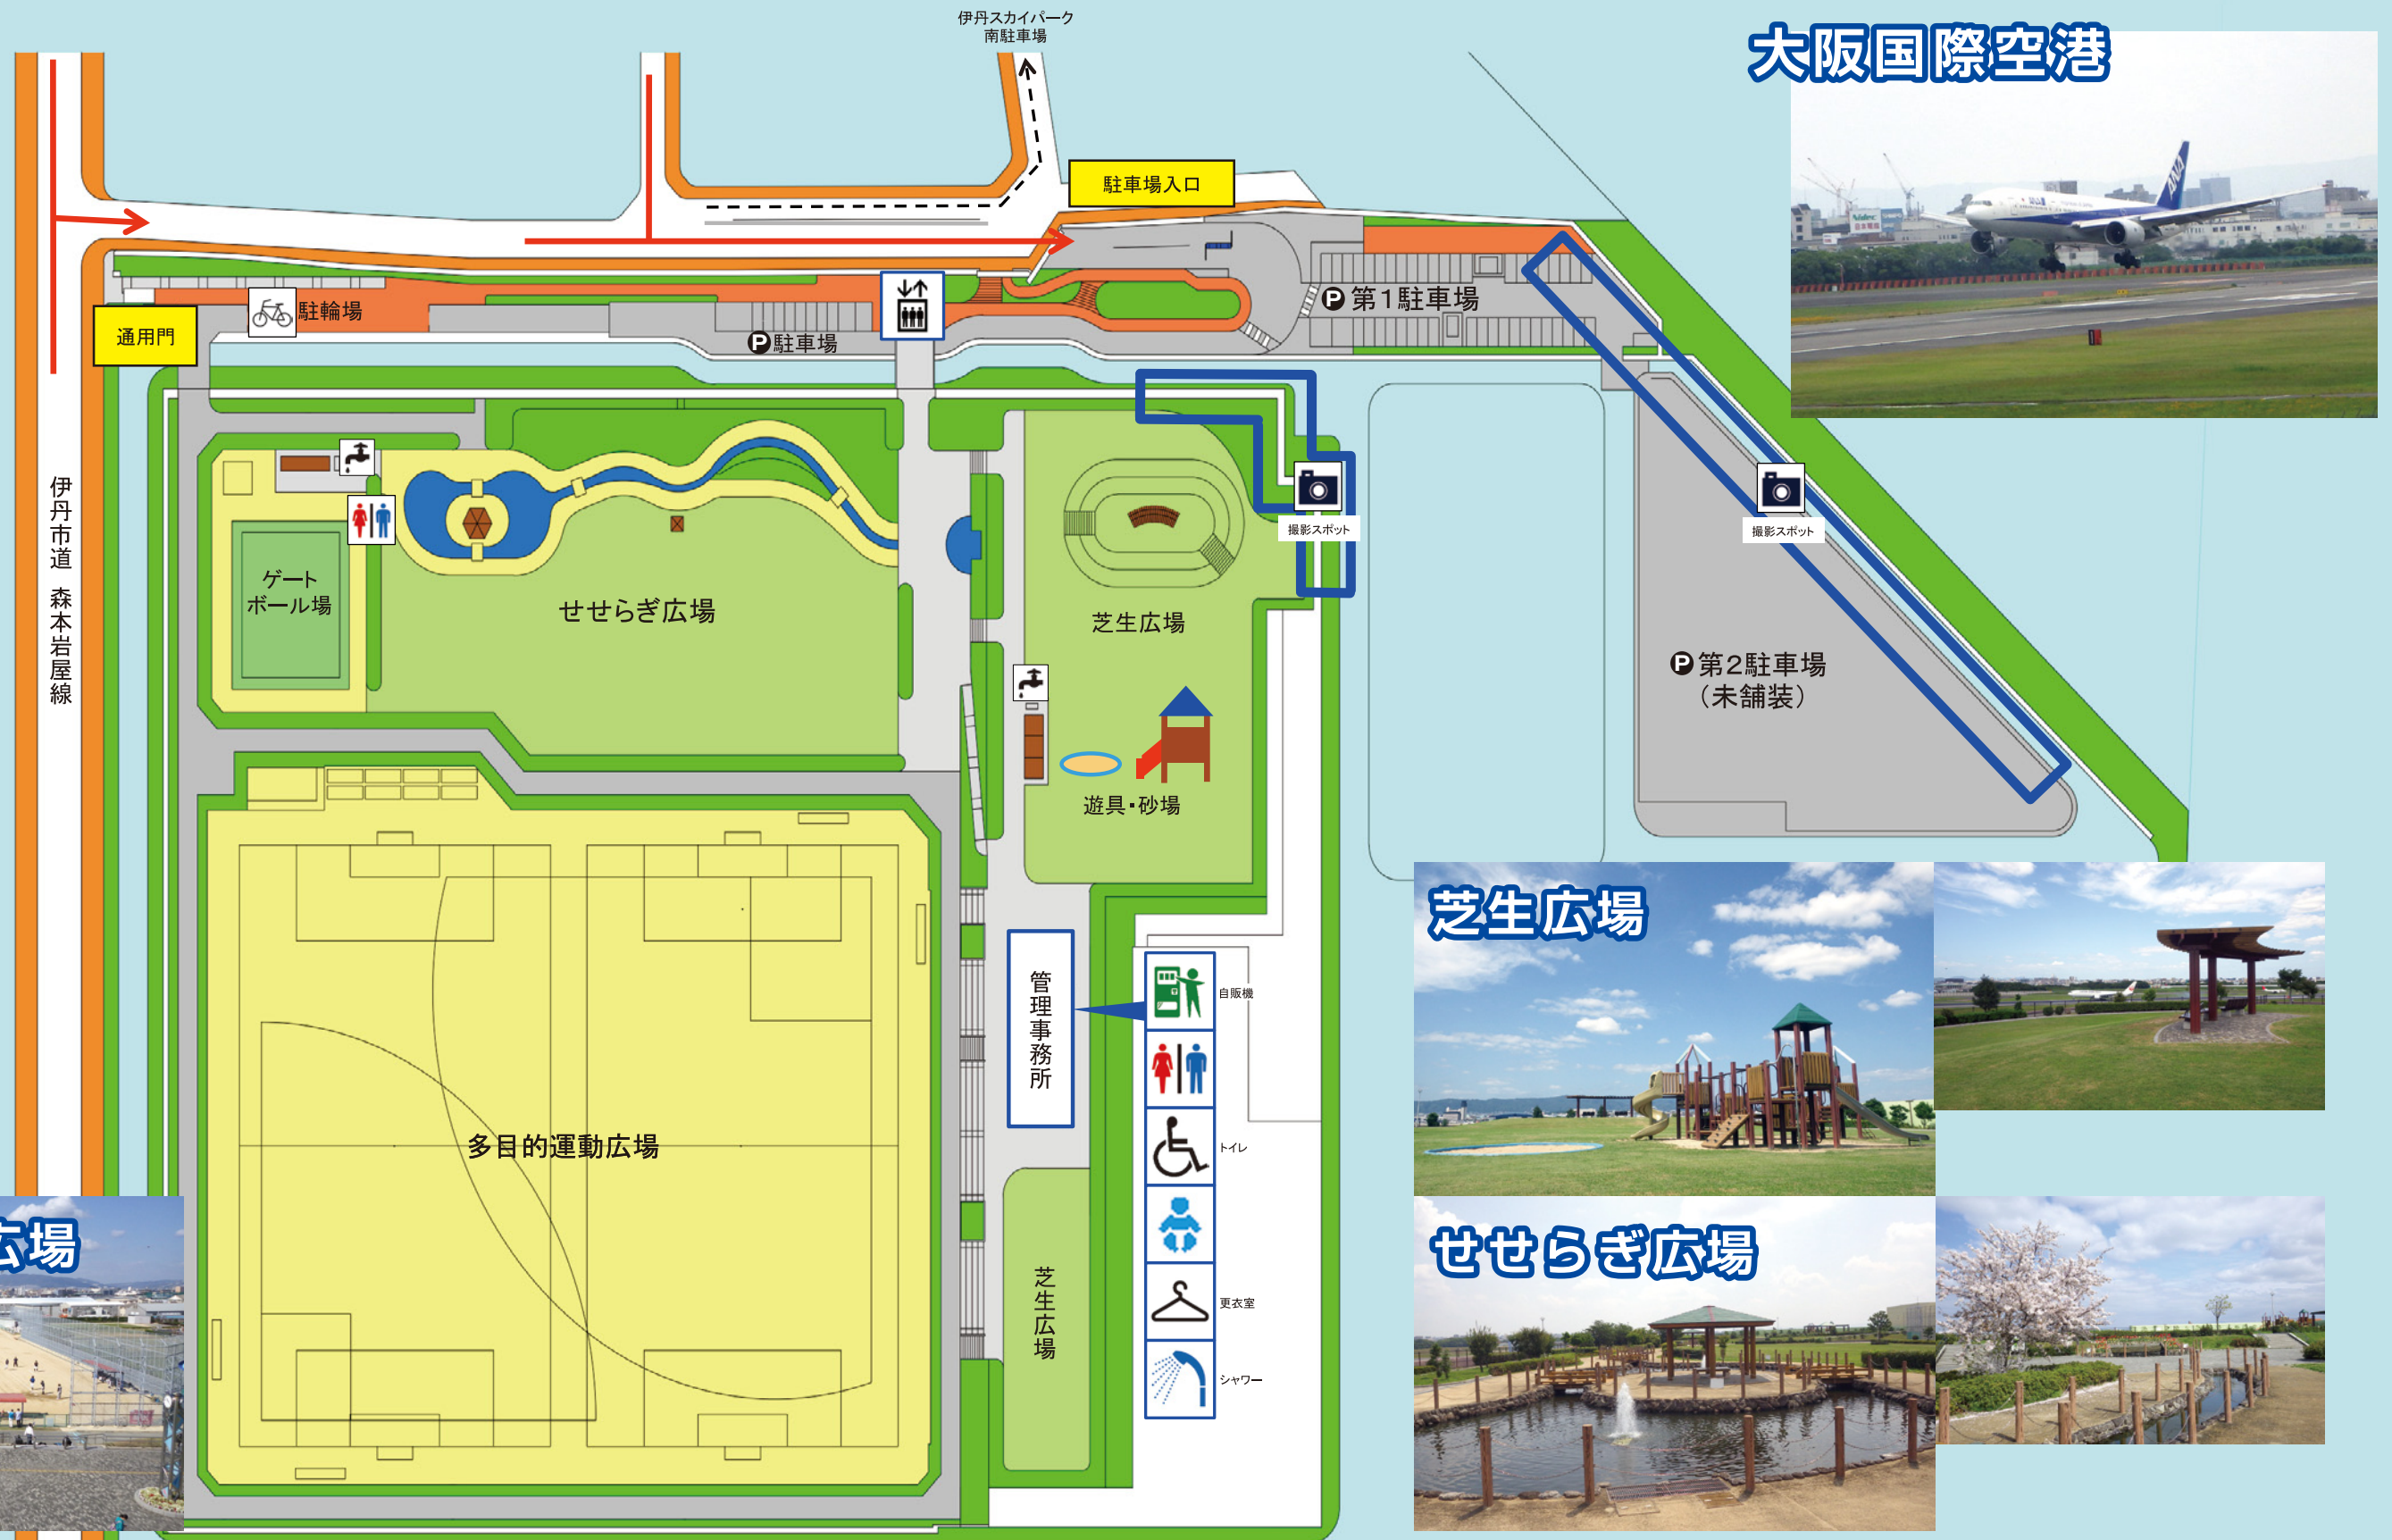 伊丹スカイパーク
南駐車場
大阪国際空港
駐車場入口
通用門
駐輪場
P 駐車場
P 第1駐車場
伊丹市道 森本岩屋線
ゲート
ボール場
せせらぎ広場
芝生広場
撮影スポット
撮影スポット
P 第2駐車場
（未舗装）
遊具・砂場
多目的運動広場
管理事務所
自販機
トイレ
更衣室
シャワー
芝生広場
芝生広場
せせらぎ広場
広場
ANA
Nidec